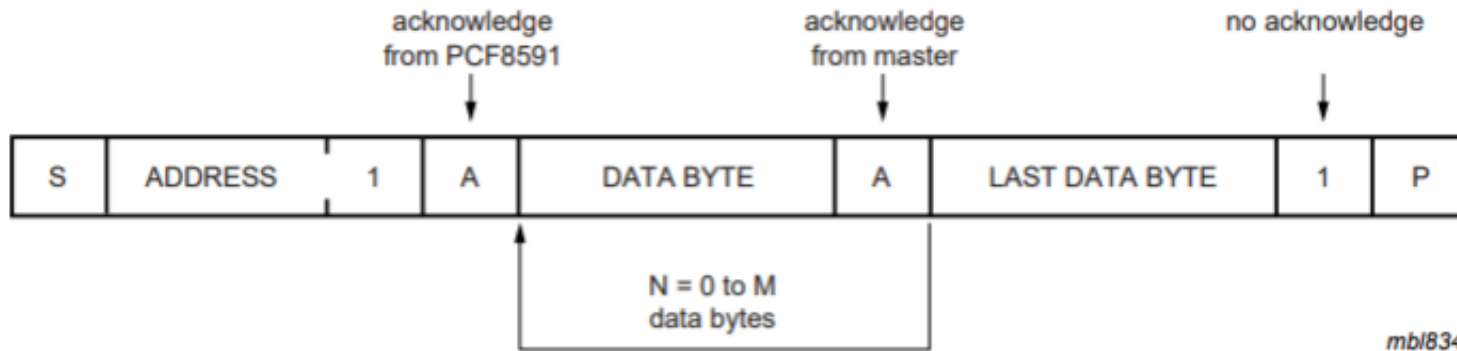 acknowledge
from PCF8591
acknowledge
from master
no acknowledge
S ADDRESS 1 A DATA BYTE A LAST DATA BYTE 1 P
N = 0 to M
data bytes
mbl834